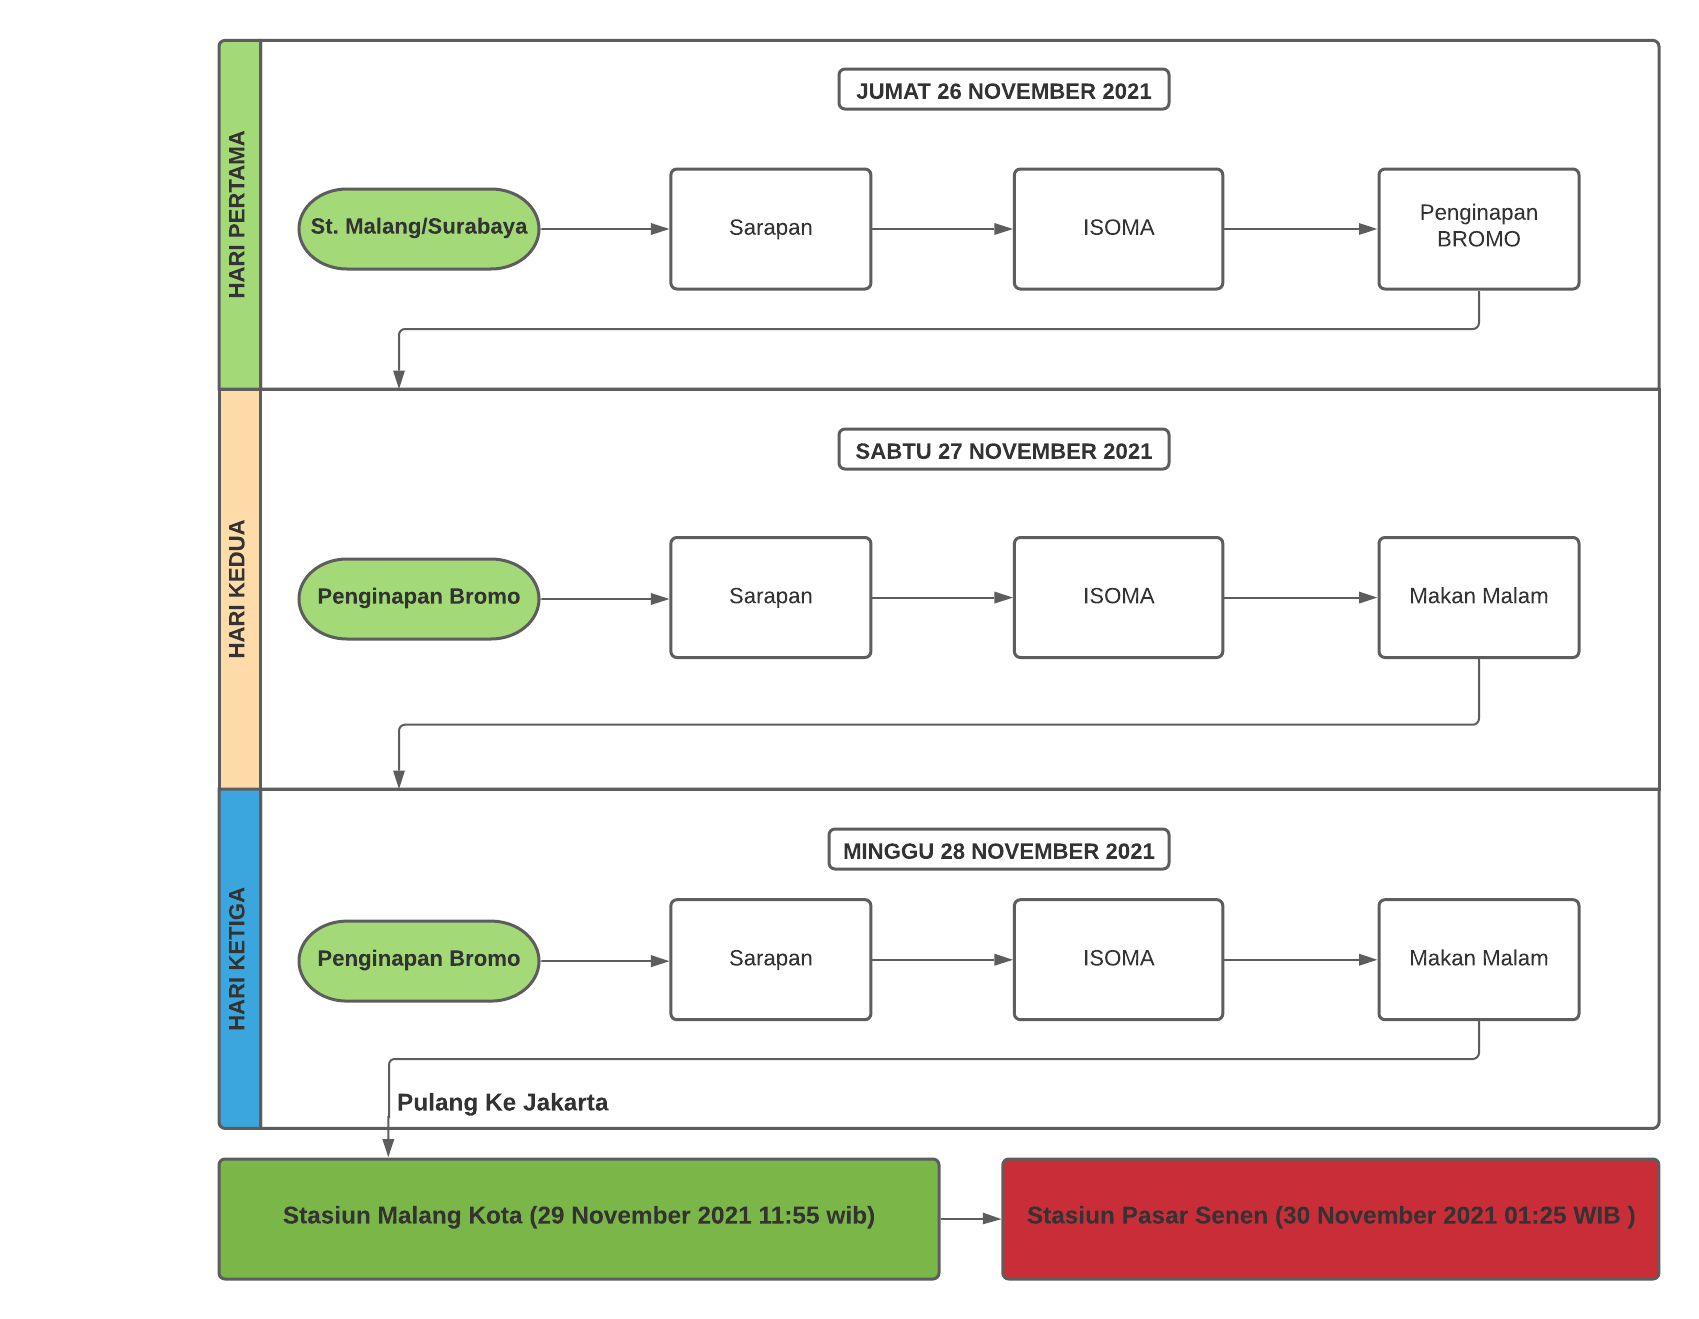 HARI PERTAMA
JUMAT 26 NOVEMBER 2021
St. Malang/Surabaya
Sarapan
ISOMA
Penginapan
BROMO
HARI KEDUA
SABTU 27 NOVEMBER 2021
Penginapan Bromo
Sarapan
ISOMA
Makan Malam
HARI KETIGA
MINGGU 28 NOVEMBER 2021
Penginapan Bromo
Sarapan
ISOMA
Makan Malam
Pulang Ke Jakarta
Stasiun Malang Kota (29 November 2021 11:55 wib)
Stasiun Pasar Senen (30 November 2021 01:25 WIB )